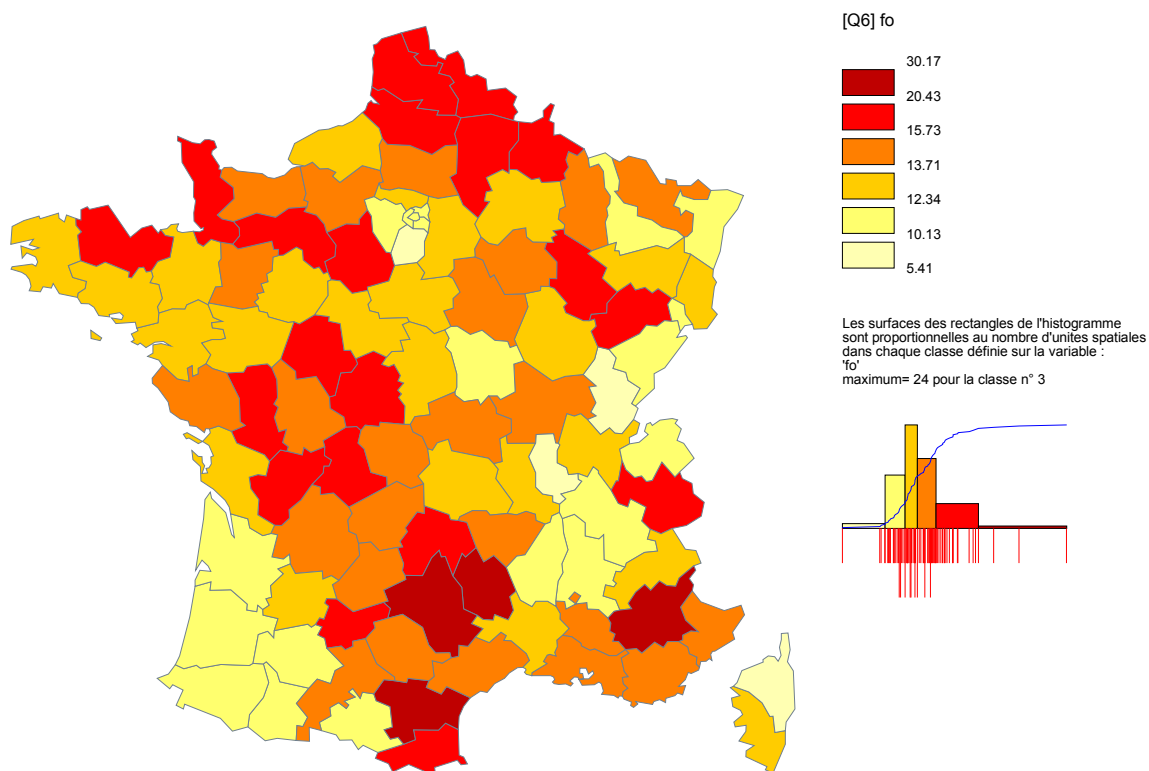 [Q6] fo
30.17
20.43
15.73
13.71
12.34
10.13
5.41
Les surfaces des rectangles de l'histogramme
sont proportionnelles au nombre d'unites spatiales
dans chaque classe définie sur la variable :
'fo'
maximum= 24 pour la classe n° 3